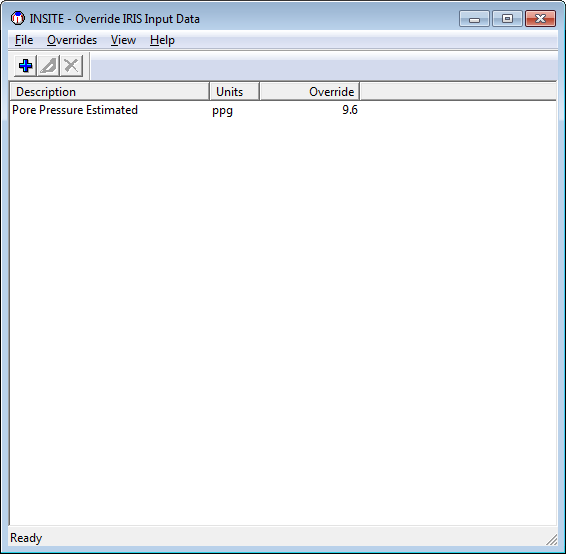 INSITE - Override IRIS Input Data
File Overrides View Help
Description Units Override
Pore Pressure Estimated ppg 9.6
Ready